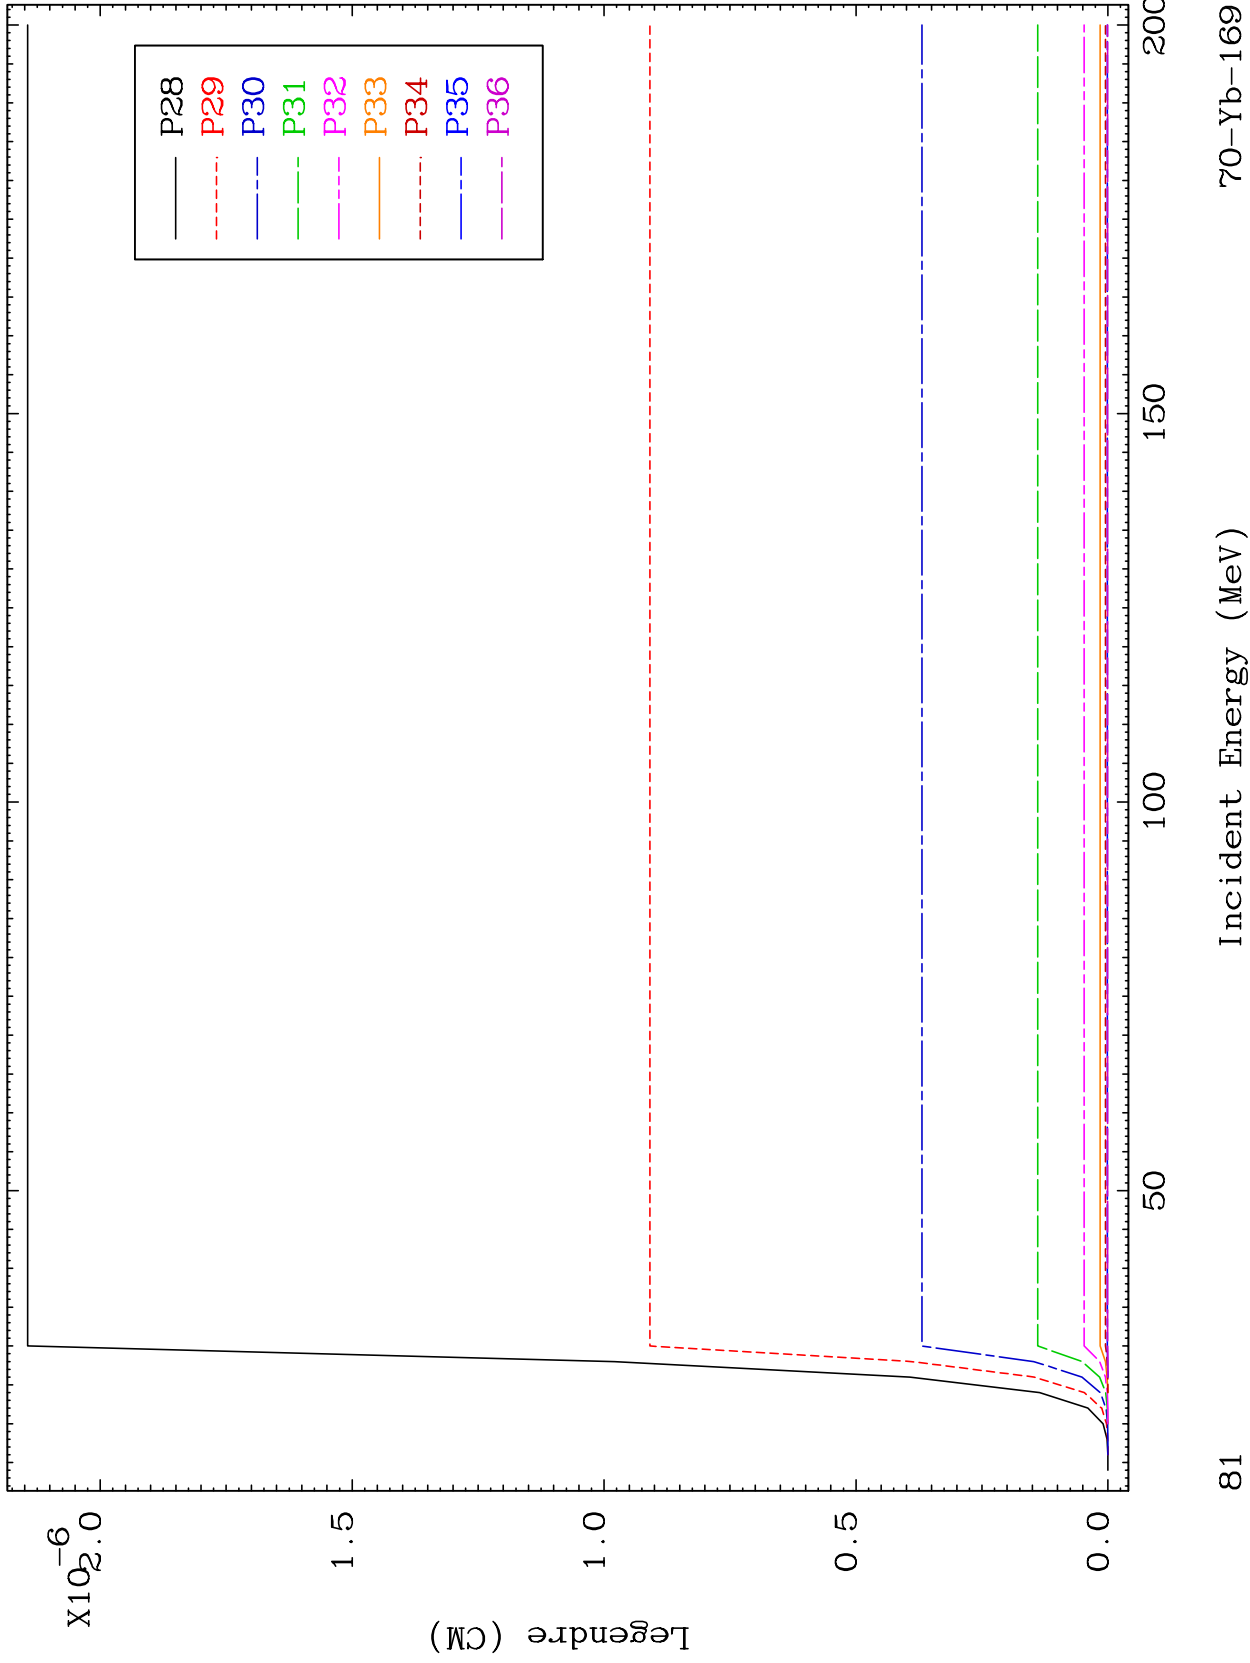 X10-6
2.0
1.5
1.0
0.5
0.0
Legendre (CM)
P28
P29
P30
P31
P32
P33
P34
P35
P36
50
100
150
200
Incident Energy (MeV)
81
70-Yb-169